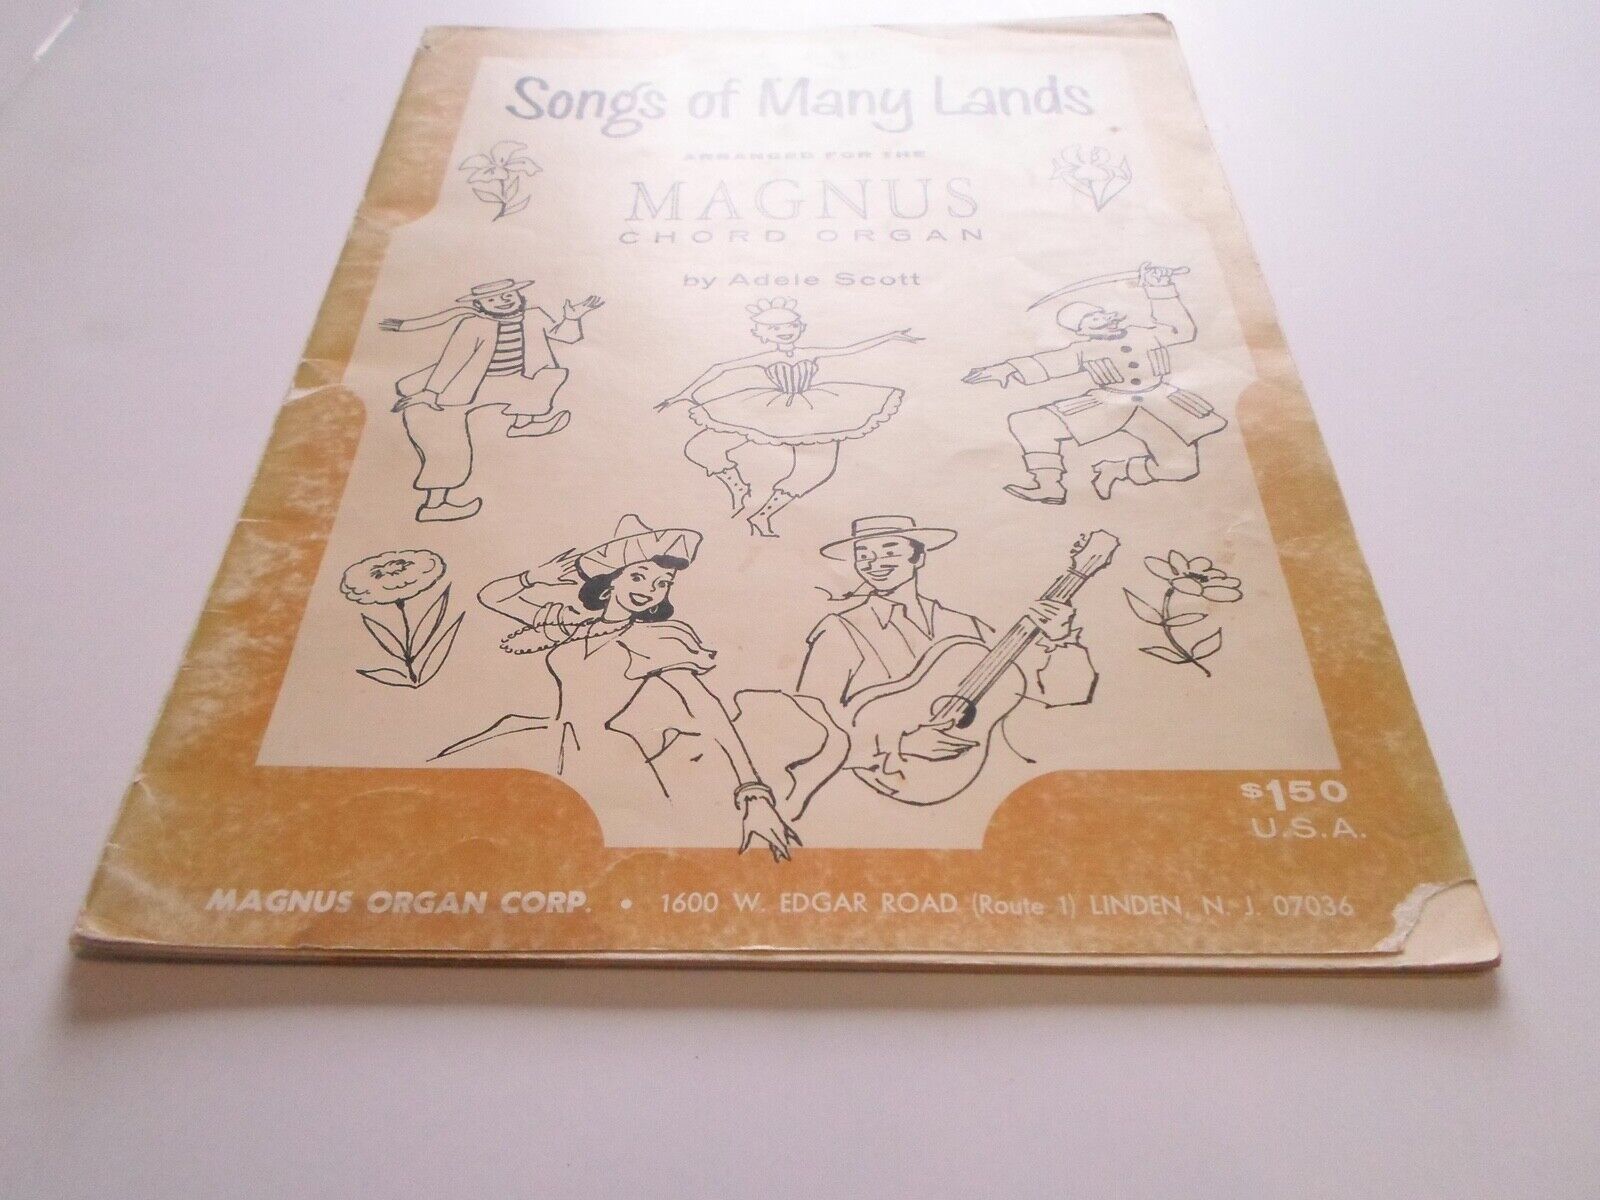 Songs of Many Lands
ARRANGED FOR THE
MAGNUS
CHORD ORGAN
by Adele Scott
$1.50
U.S.A.
MAGNUS ORGAN CORP. • 1600 W. EDGAR ROAD (Route 1) LINDEN, N. J. 07036